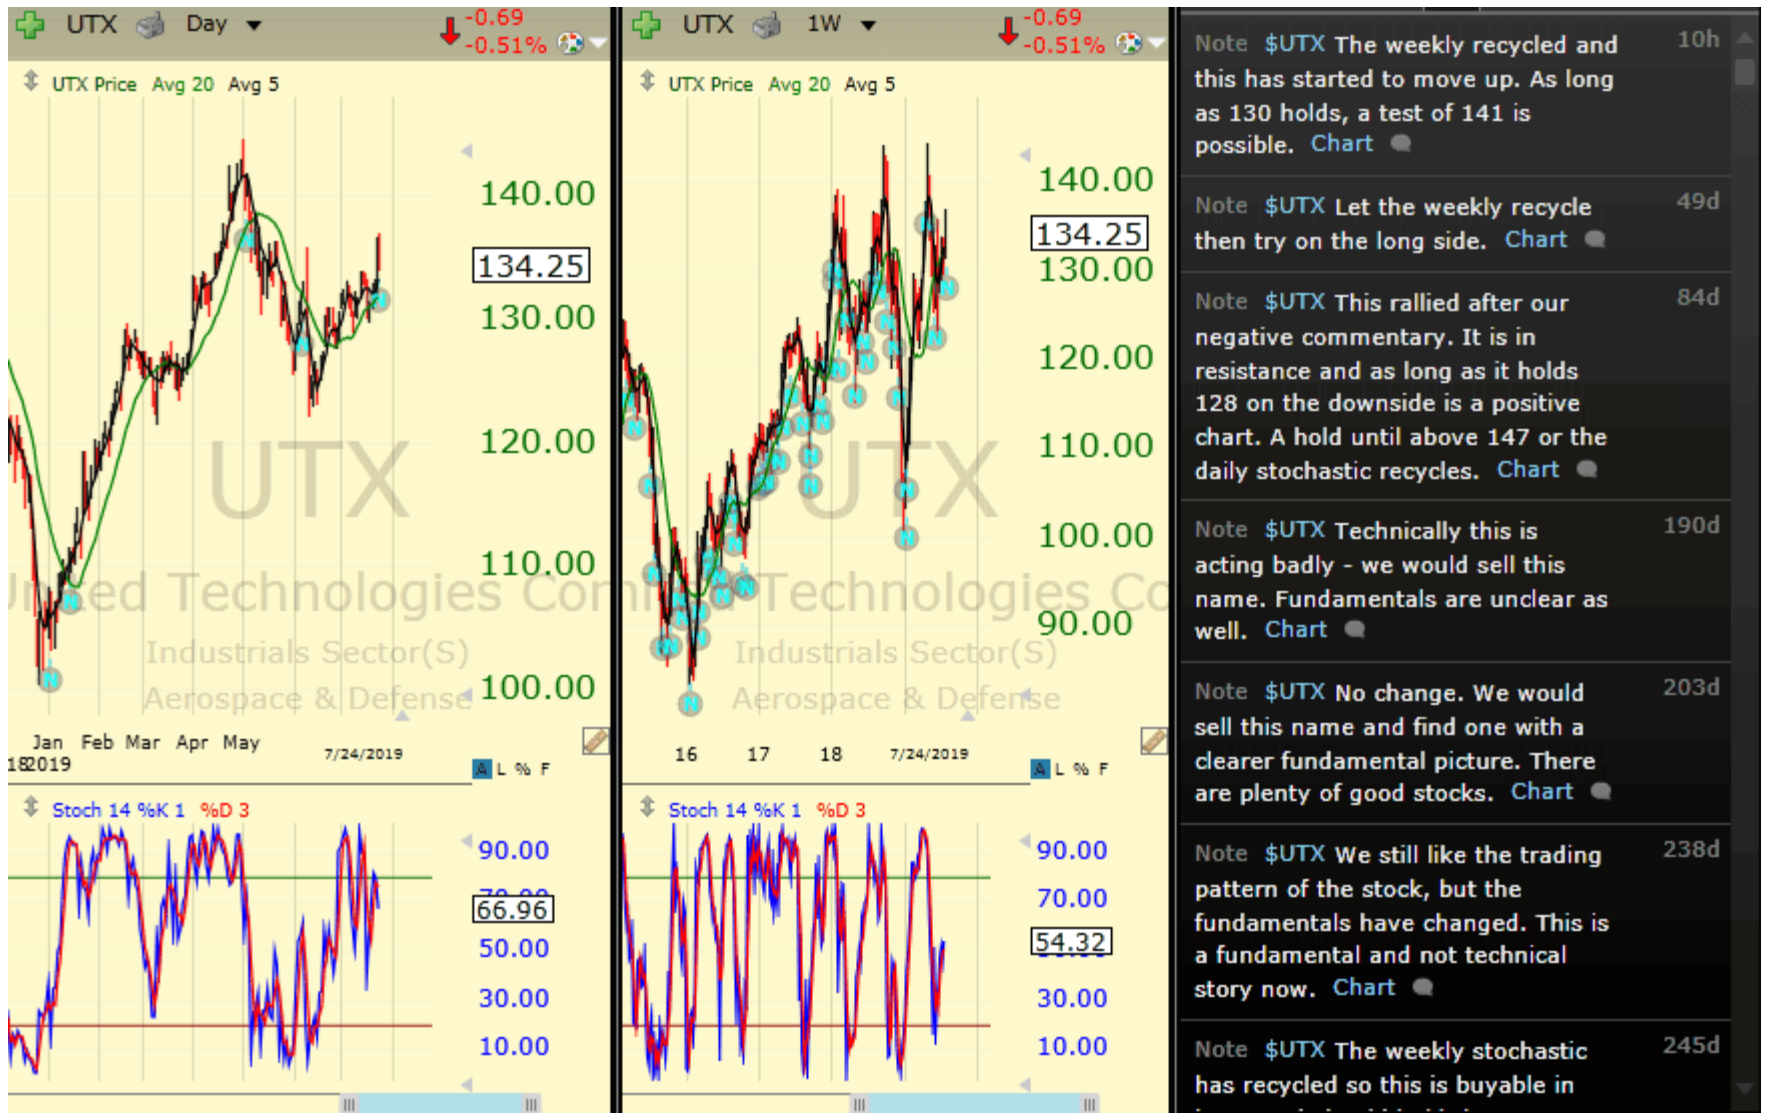 UTX Day
-0.69
-0.51%
UTX Price Avg 20 Avg 5
140.00
134.25
130.00
120.00
UTX
110.00
United Technologies Com
Industrials Sector(S)
100.00
Aerospace & Defense
Jan Feb Mar Apr May
182019
7/24/2019
A L % F
Stoch 14 %K 1 %D 3
90.00
66.96
50.00
30.00
10.00
UTX 1W
-0.69
-0.51%
UTX Price Avg 20 Avg 5
140.00
134.25
130.00
120.00
110.00
UTX
100.00
Technologies Co
90.00
Industrials Sector(S)
Aerospace & Defense
16 17 18 7/24/2019
A L % F
Stoch 14 %K 1 %D 3
90.00
70.00
54.32
30.00
10.00
Note $UTX The weekly recycled and 10h
this has started to move up. As long
as 130 holds, a test of 141 is
possible. Chart
Note $UTX Let the weekly recycle 49d
then try on the long side. Chart
Note $UTX This rallied after our 84d
negative commentary. It is in
resistance and as long as it holds
128 on the downside is a positive
chart. A hold until above 147 or the
daily stochastic recycles. Chart
Note $UTX Technically this is 190d
acting badly - we would sell this
name. Fundamentals are unclear as
well. Chart
Note $UTX No change. We would 203d
sell this name and find one with a
clearer fundamental picture. There
are plenty of good stocks. Chart
Note $UTX We still like the trading 238d
pattern of the stock, but the
fundamentals have changed. This is
a fundamental and not technical
story now. Chart
Note $UTX The weekly stochastic 245d
has recycled so this is buyable in